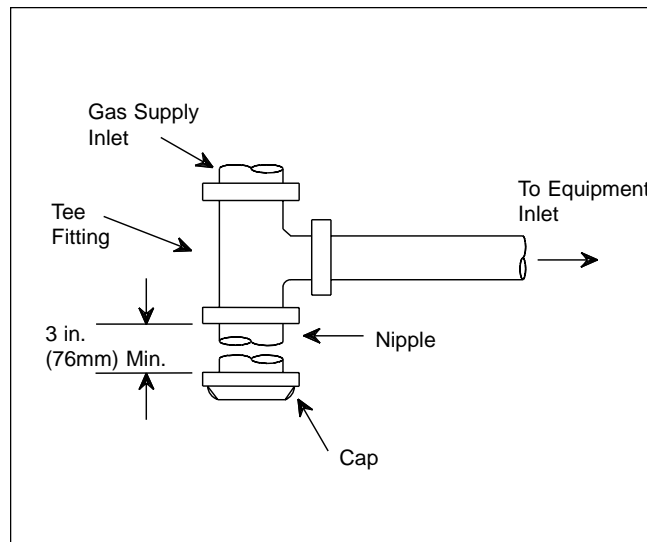 Gas Supply
Inlet
To Equipment
Inlet
Tee
Fitting
3 in.
(76mm) Min.
Nipple
Cap